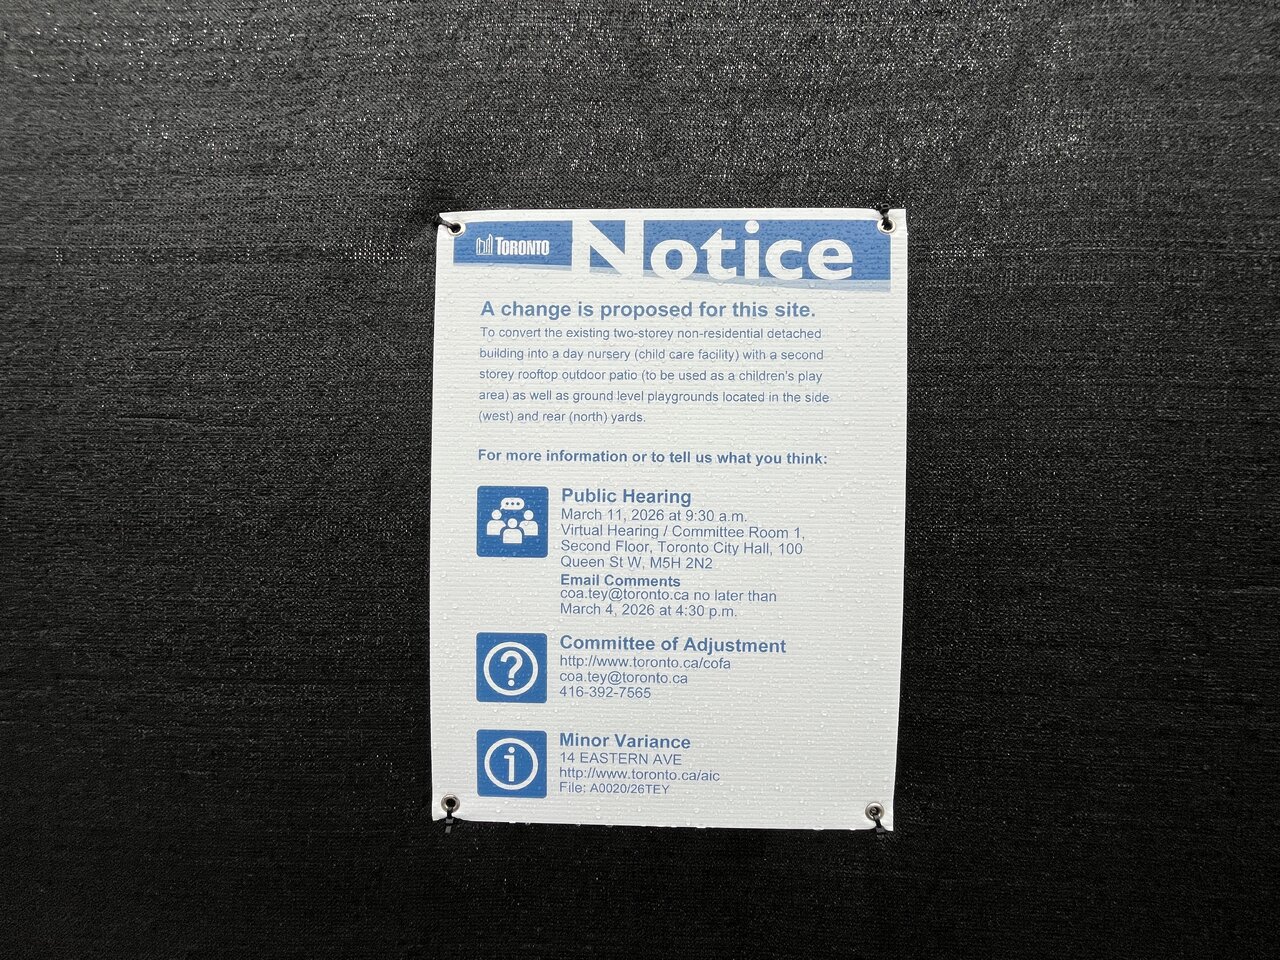 TORONTO
Notice
A change is proposed for this site.
To convert the existing two-storey non-residential detached
building into a day nursery (child care facility) with a second
storey rooftop outdoor patio (to be used as a children's play
area) as well as ground level playgrounds located in the side
(west) and rear (north) yards.
For more information or to tell us what you think:
Public Hearing
March 11, 2026 at 9:30 a.m.
Virtual Hearing / Committee Room 1,
Second Floor, Toronto City Hall, 100
Queen St W, M5H 2N2
Email Comments
coa.tey@toronto.ca no later than
March 4, 2026 at 4:30 p.m.
Committee of Adjustment
http://www.toronto.ca/cofa
coa.tey@toronto.ca
416-392-7565
Minor Variance
14 EASTERN AVE
http://www.toronto.ca/aic
File: A0020/26TEY